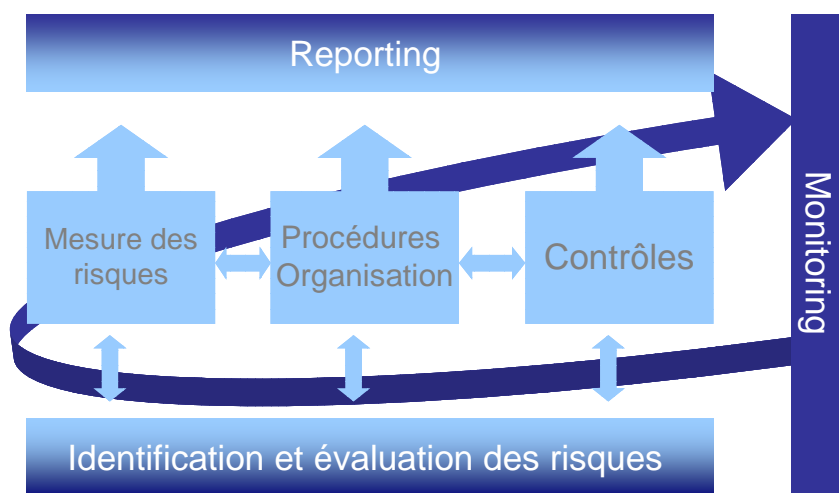 Reporting
Mesure des
risques
Procédures
Organisation
Contrôles
Monitoring
Identification et évaluation des risques